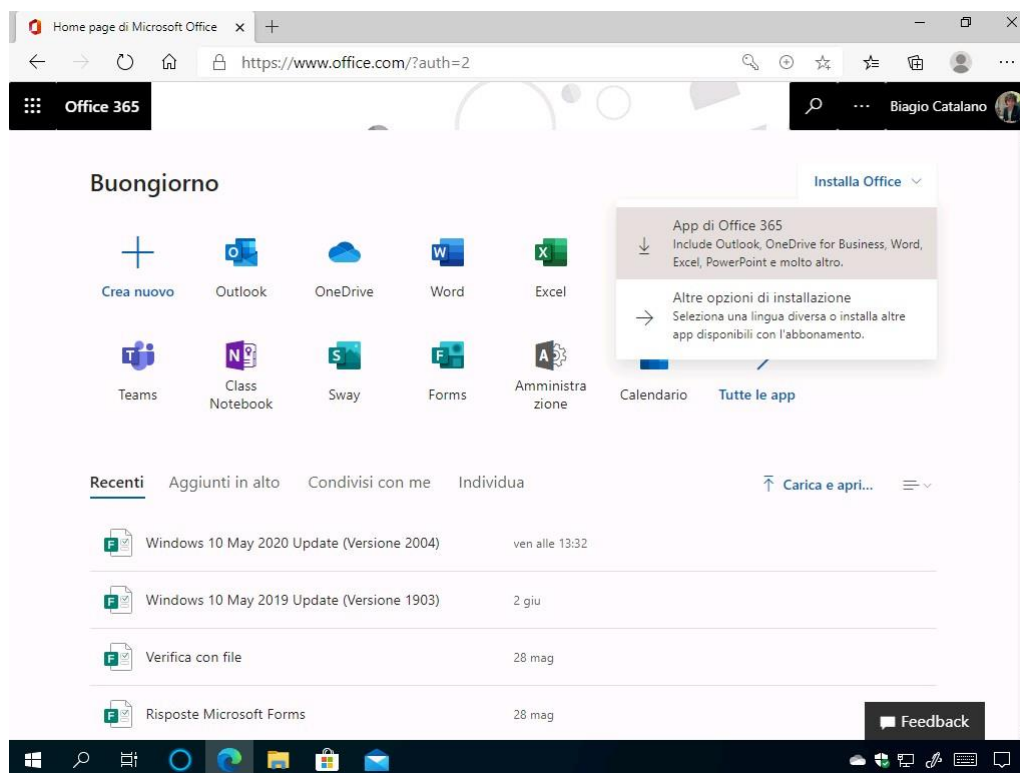 Home page di Microsoft Office
https://www.office.com/?auth=2
Office 365
Biagio Catalano
Buongiorno
Installa Office
App di Office 365
Include Outlook, OneDrive for Business, Word,
Excel, PowerPoint e molto altro.
Altre opzioni di installazione
Seleziona una lingua diversa o installa altre
app disponibili con l'abbonamento.
Crea nuovo
Outlook
OneDrive
Word
Excel
Teams
Class
Notebook
Sway
Forms
Amministra
zione
Calendario
Tutte le app
Recenti
Aggiunti in alto
Condivisi con me
Individua
Carica e apri...
Windows 10 May 2020 Update (Versione 2004)
ven alle 13:32
Windows 10 May 2019 Update (Versione 1903)
2 giu
Verifica con file
28 mag
Risposte Microsoft Forms
28 mag
Feedback